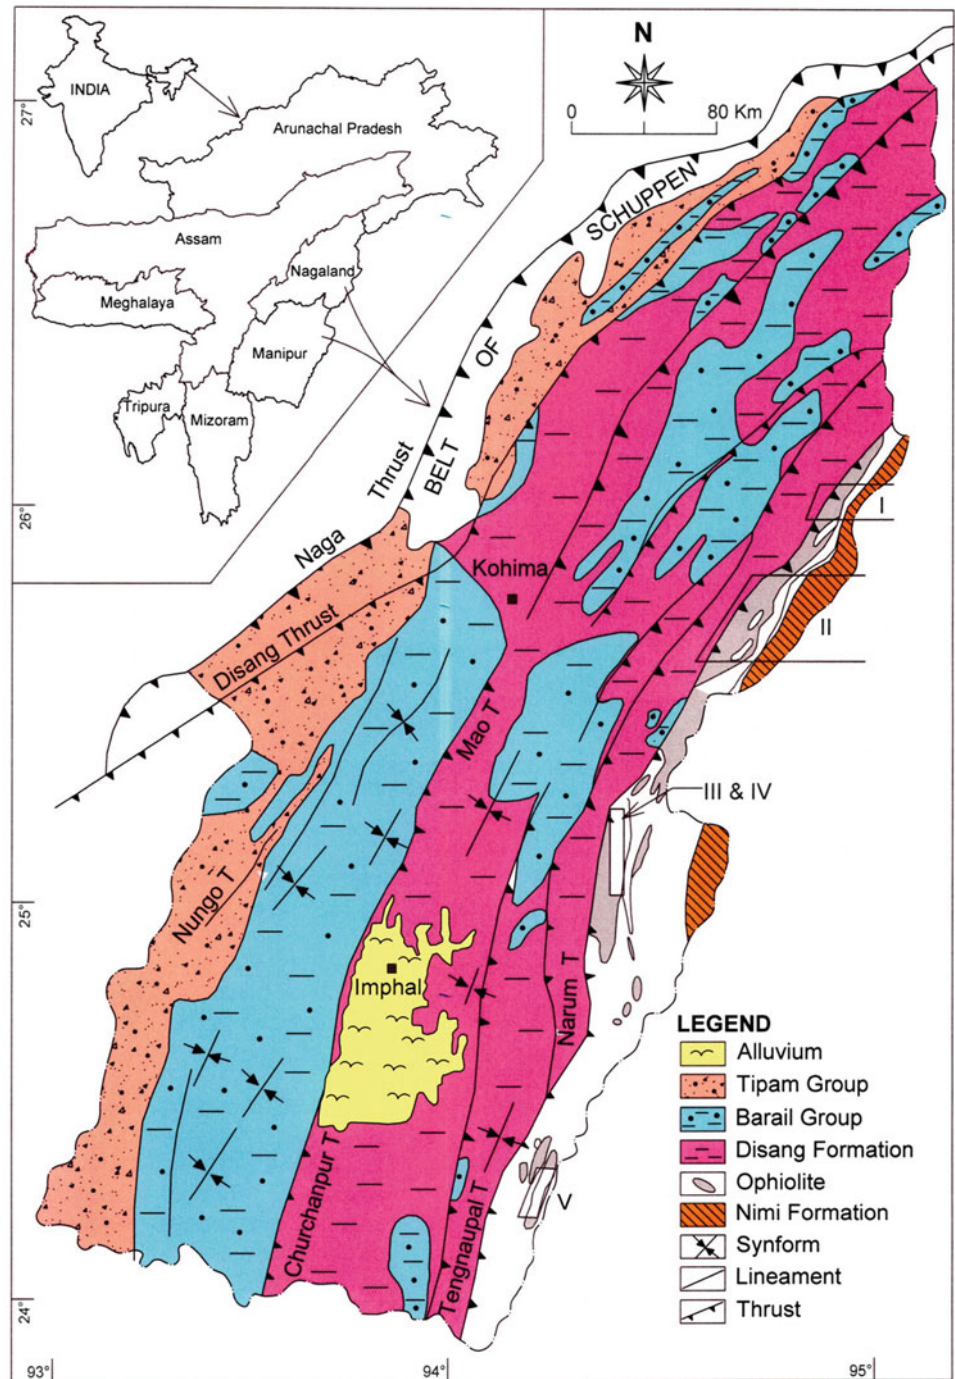 INDIA
Arunachal Pradesh
Assam
Nagaland
Meghalaya
Manipur
Tripura
Mizoram
N
0 80 Km
27°
26°
25°
24°
93°
94°
95°
SCHUPPEN
OF
BELT
Thrust
Naga
Disang Thrust
Kohima
Mao T
Nungo T
Imphal
Churchanpur T
Tengnaupal T
Narum T
I
II
III & IV
V
LEGEND
Alluvium
Tipam Group
Barail Group
Disang Formation
Ophiolite
Nimi Formation
Synform
Lineament
Thrust